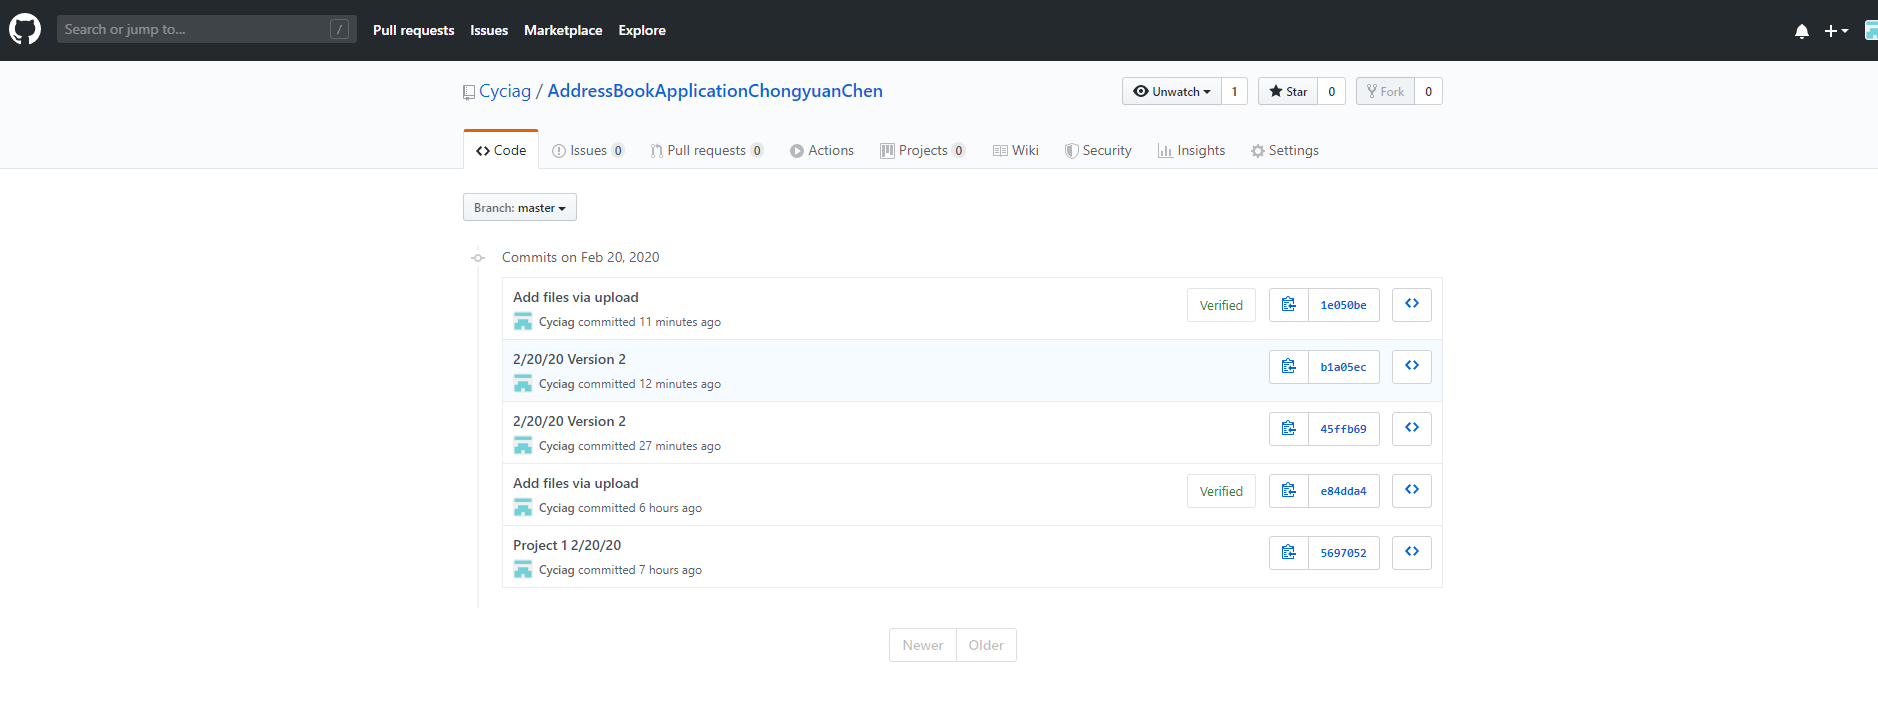 Search or jump to... /
Pull requests Issues Marketplace Explore
Cyciag / AddressBookApplicationChongyuanChen
Unwatch 1 Star 0 Fork 0
Code Issues 0 Pull requests 0 Actions Projects 0 Wiki Security Insights Settings
Branch: master
Commits on Feb 20, 2020
Add files via upload
Cyciag committed 11 minutes ago
Verified 1e050be
2/20/20 Version 2
Cyciag committed 12 minutes ago
b1a05ec
2/20/20 Version 2
Cyciag committed 27 minutes ago
45ffb69
Add files via upload
Cyciag committed 6 hours ago
Verified e84dda4
Project 1 2/20/20
Cyciag committed 7 hours ago
5697052
Newer Older